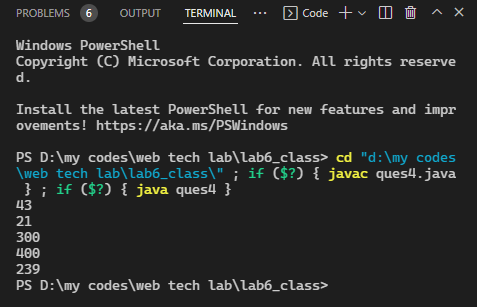 PROBLEMS 6 OUTPUT TERMINAL ... Code
Windows PowerShell
Copyright (C) Microsoft Corporation. All rights reserve
d.
Install the latest PowerShell for new features and impr
ovements! https://aka.ms/PSWindows
PS D:\my codes\web tech lab\lab6_class> cd "d:\my codes
\web tech lab\lab6_class\" ; if ($?) { javac ques4.java
 } ; if ($?) { java ques4 }
43
21
300
400
239
PS D:\my codes\web tech lab\lab6_class>